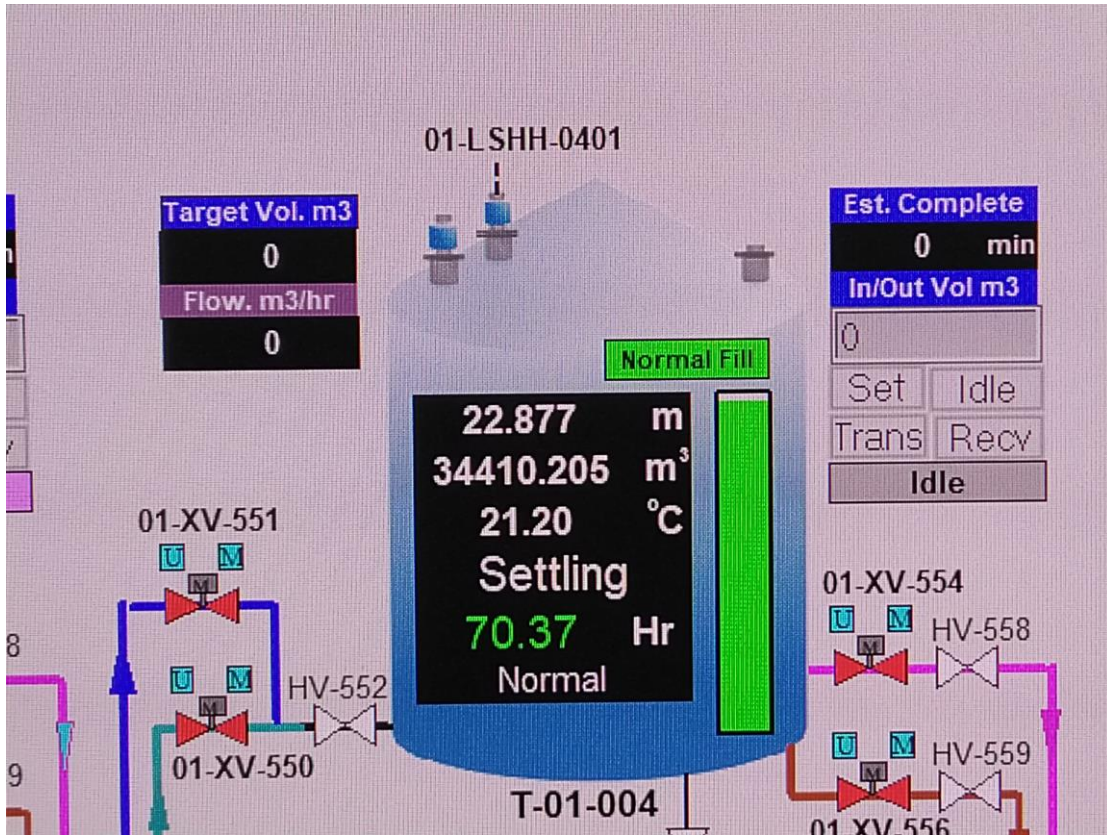 01-LSHH-0401
Target Vol. m3
0
Flow. m3/hr
0
Est. Complete
0 min
In/Out Vol m3
0
Set Idle
Trans Recv
Idle
Normal Fill
22.877 m
34410.205 m³
21.20 °C
Settling
70.37 Hr
Normal
01-XV-551
U M
M
U M
HV-552
M
01-XV-550
01-XV-554
U M
HV-558
M
U M
HV-559
M
01-XV-556
T-01-004
8
9